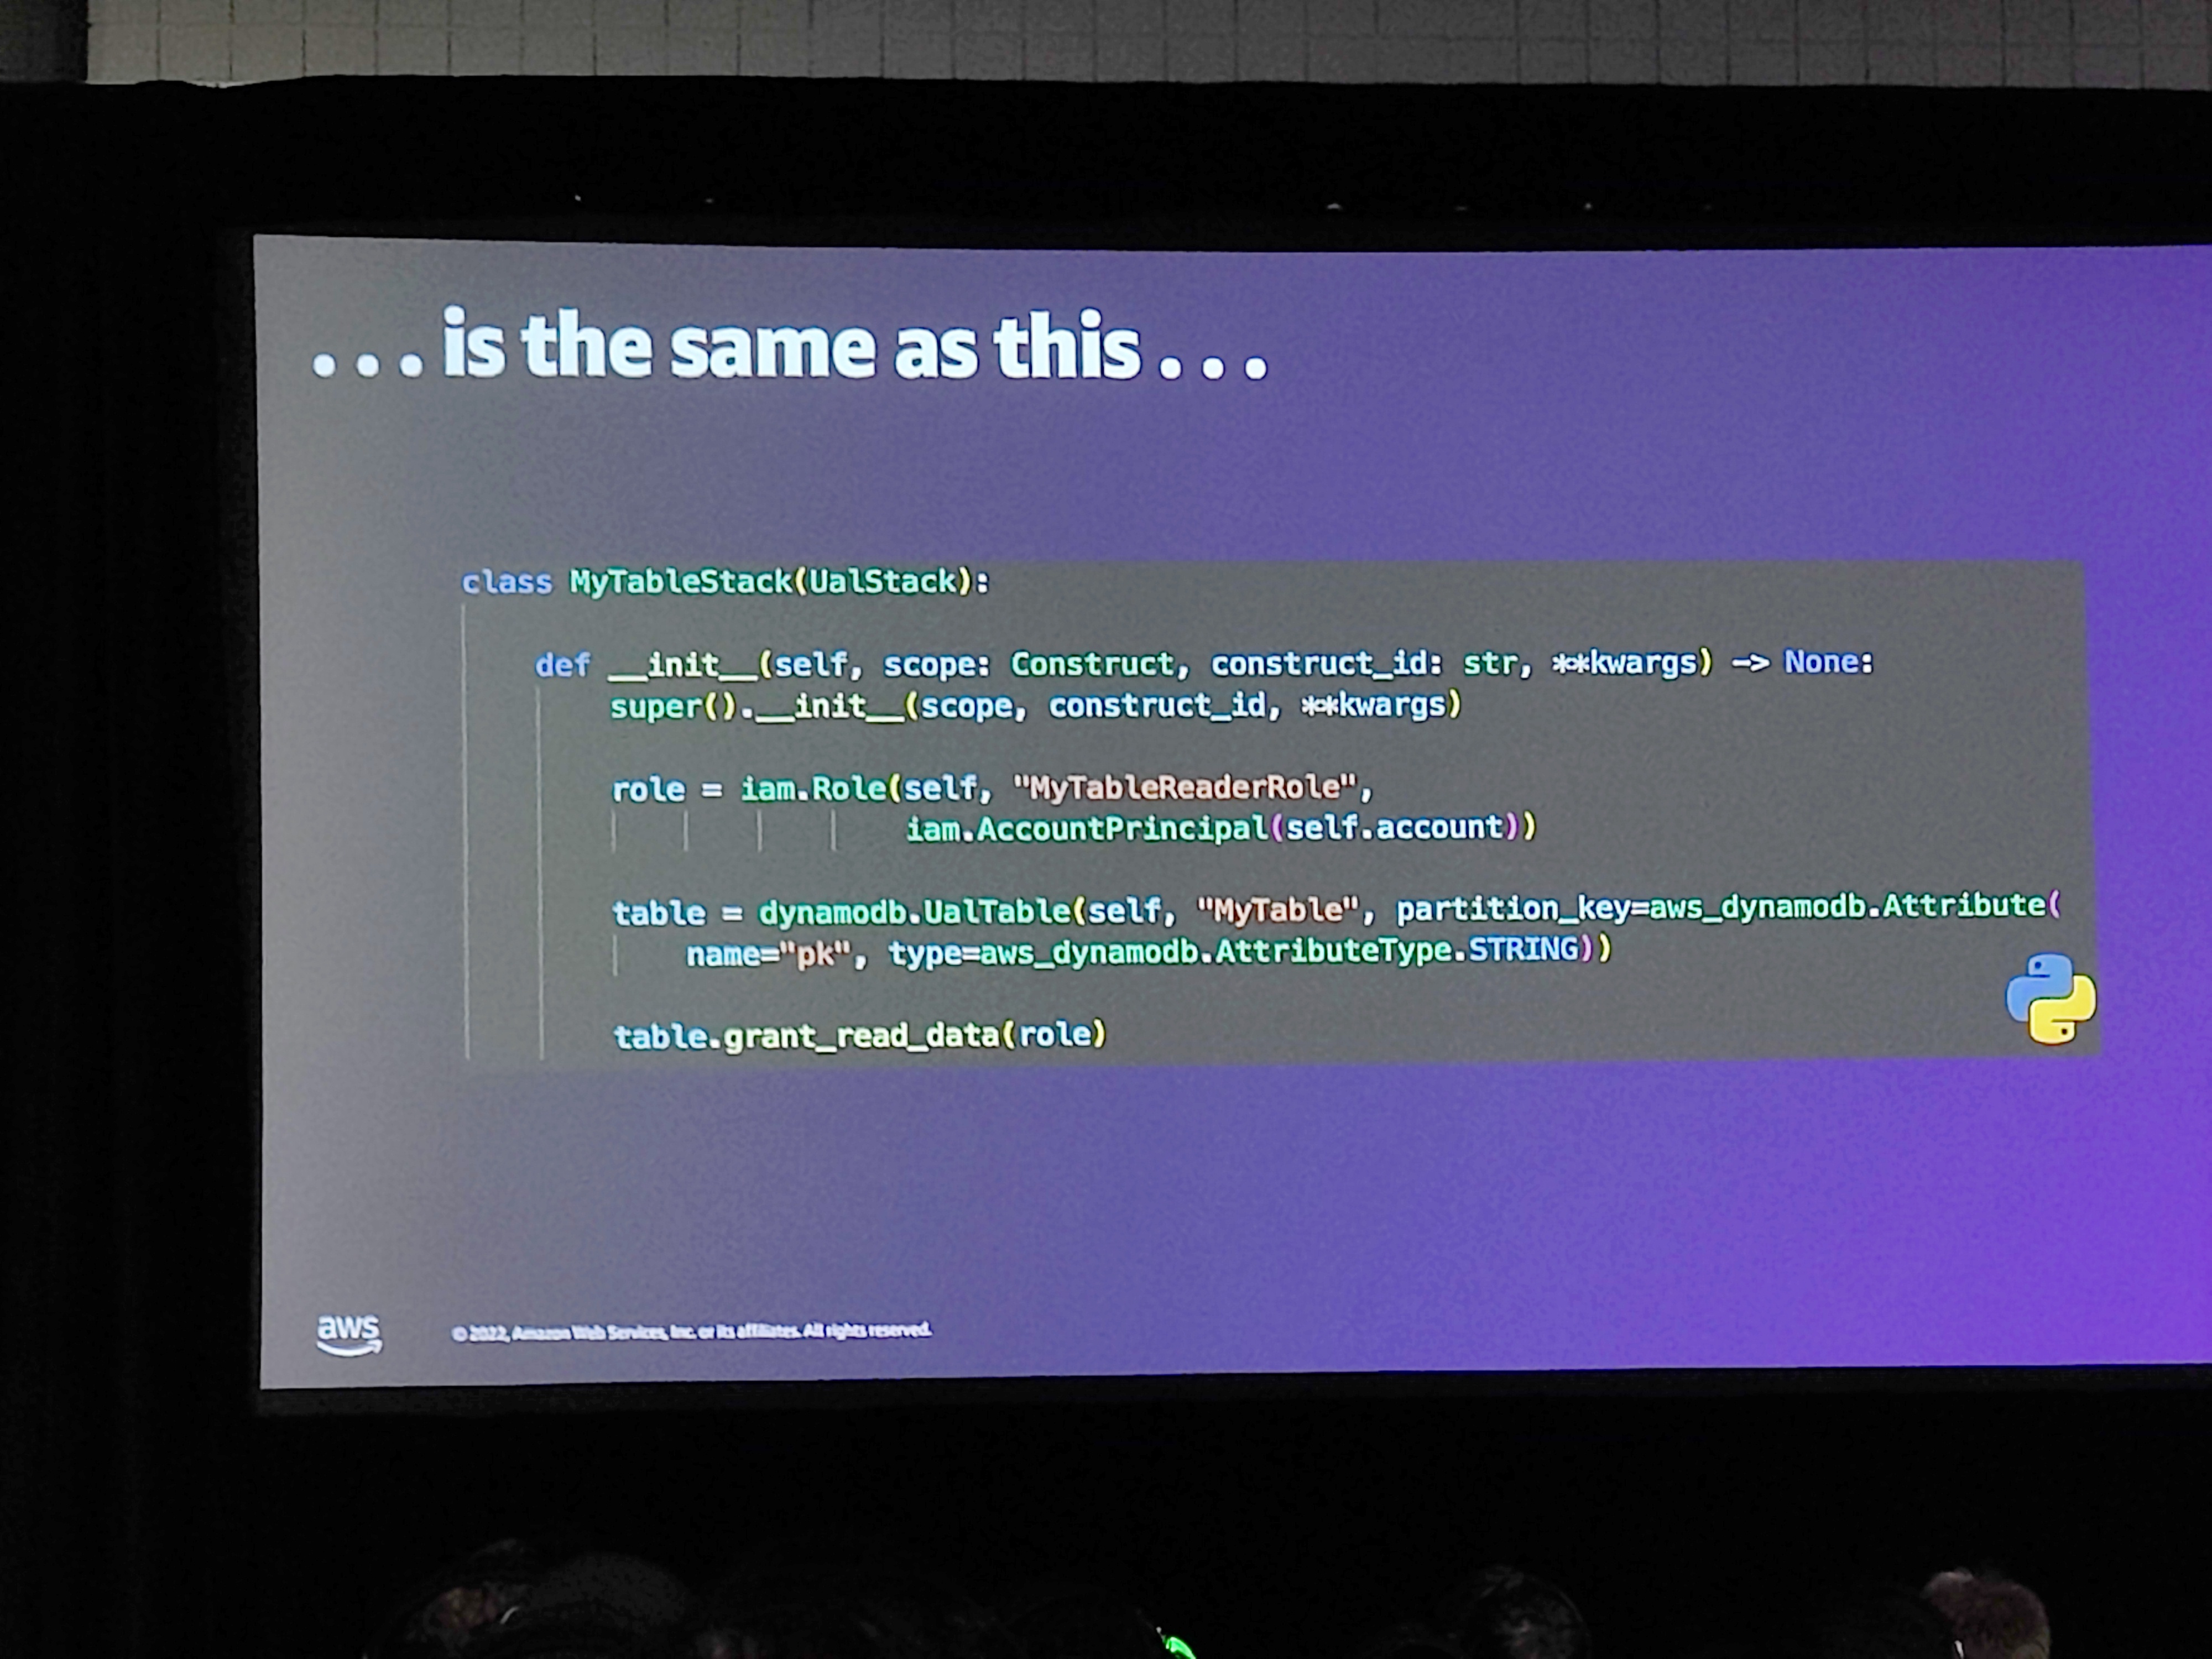 ... is the same as this ...
class MyTableStack(UalStack):
def __init__(self, scope: Construct, construct_id: str, **kwargs) -> None:
super().__init__(scope, construct_id, **kwargs)
role = iam.Role(self, "MyTableReaderRole",
iam.AccountPrincipal(self.account))
table = dynamodb.UalTable(self, "MyTable", partition_key=aws_dynamodb.Attribute(
name="pk", type=aws_dynamodb.AttributeType.STRING))
table.grant_read_data(role)
aws
© 2022, Amazon Web Services, Inc. or its affiliates. All rights reserved.